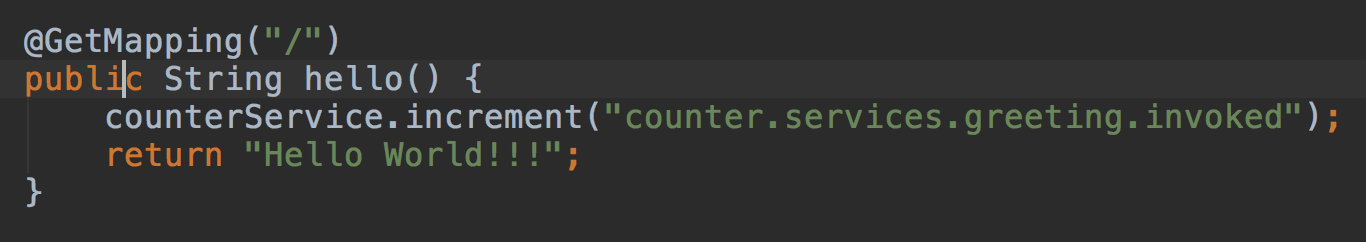 @GetMapping("/")
public String hello() {
    counterService.increment("counter.services.greeting.invoked");
    return "Hello World!!!";
}